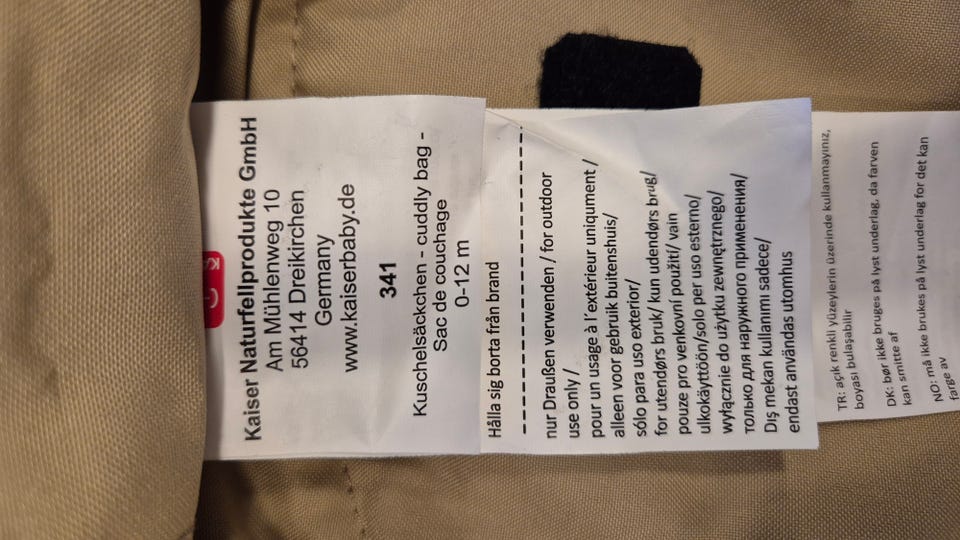 Kaiser Naturfellprodukte GmbH
Am Mühlenweg 10
56414 Dreikirchen
Germany
www.kaiserbaby.de
341
Kuschelsäckchen - cuddly bag -
Sac de couchage
0-12 m
Hålla sig borta från brand
nur Draußen verwenden / for outdoor
use only /
pour un usage à l'extérieur uniqument /
alleen voor gebruik buitenshuis/
sólo para uso exterior/
for utendørs bruk/ kun udendørs brug/
pouze pro venkovní použití/ vain
ulkokäyttöön/solo per uso esterno/
wyłącznie do użytku zewnętrznego/
только для наружного применения/
Dış mekan kullanımı sadece/
endast användas utomhus
TR: açık renkli yüzeylerin üzerinde kullanmayınız,
boyası bulaşabilir
DK: bør ikke bruges på lyst underlag, da farven
kan smitte af
NO: må ikke brukes på lyst underlag for det kan
farge av